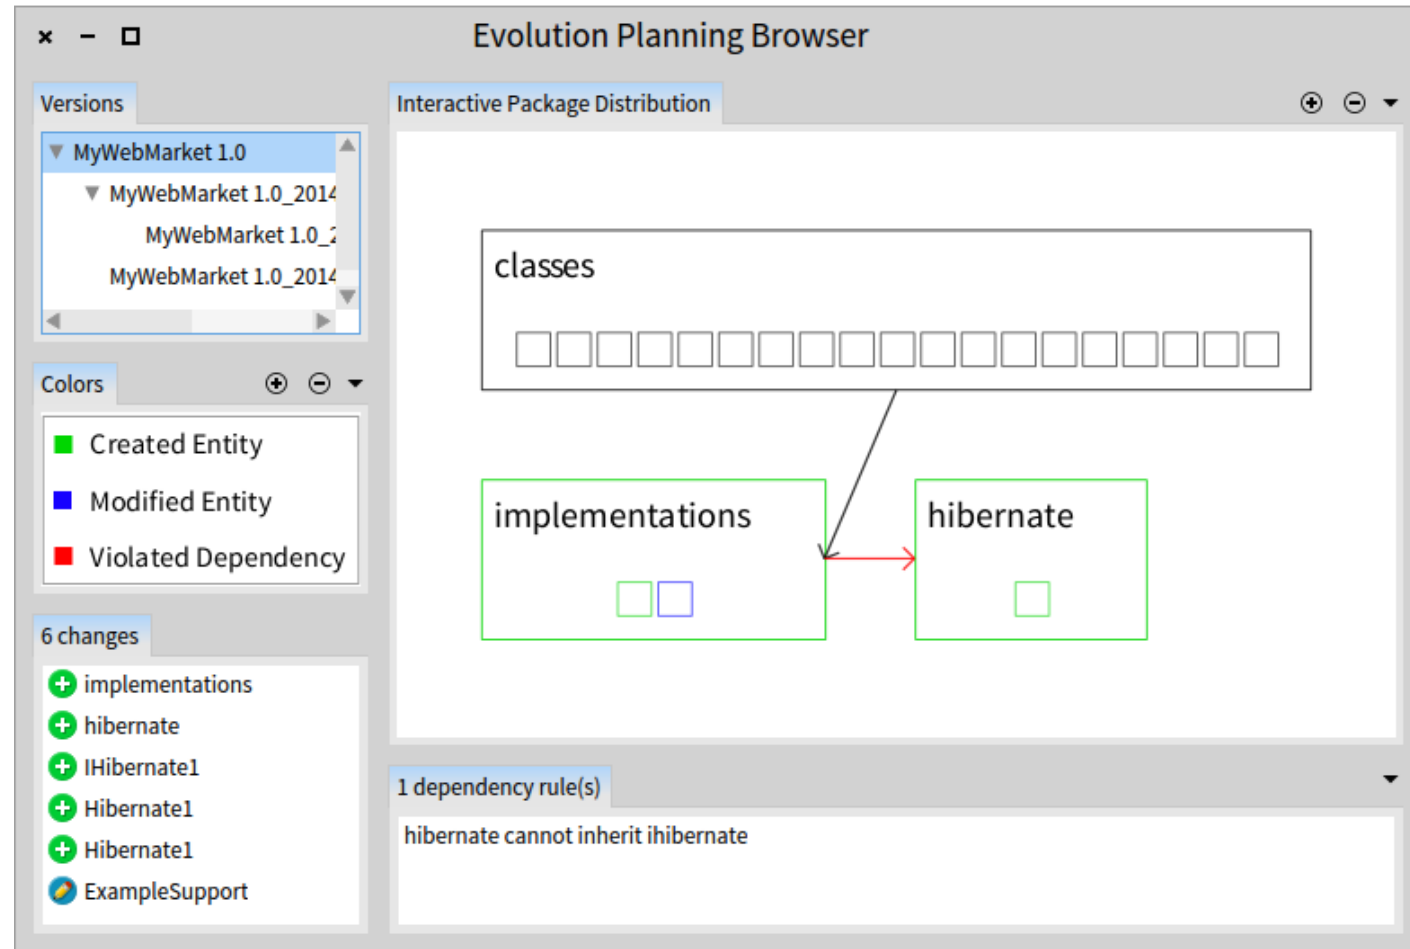 Evolution Planning Browser
Versions
MyWebMarket 1.0
MyWebMarket 1.0_2014
MyWebMarket 1.0_2
MyWebMarket 1.0_2014
Colors
Created Entity
Modified Entity
Violated Dependency
6 changes
implementations
hibernate
IHibernate1
Hibernate1
Hibernate1
ExampleSupport
Interactive Package Distribution
classes
implementations
hibernate
1 dependency rule(s)
hibernate cannot inherit ihibernate